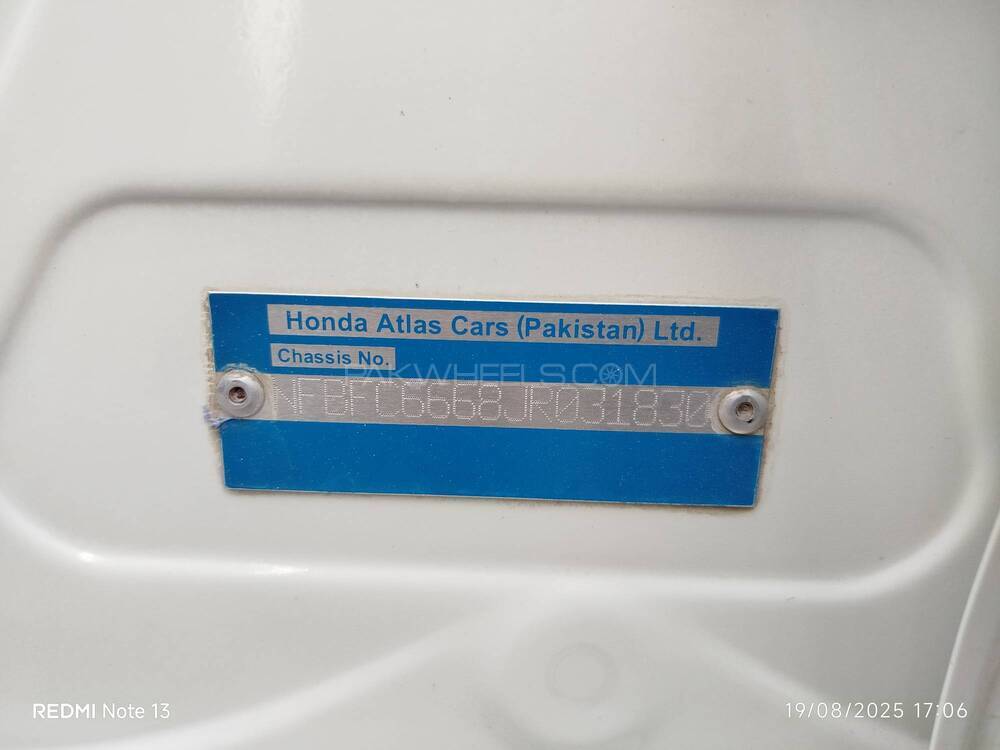 Honda Atlas Cars (Pakistan) Ltd.
Chassis No.
PAKWHEELS.COM
NFBFC6668JR031830
REDMI Note 13
19/08/2025 17:06